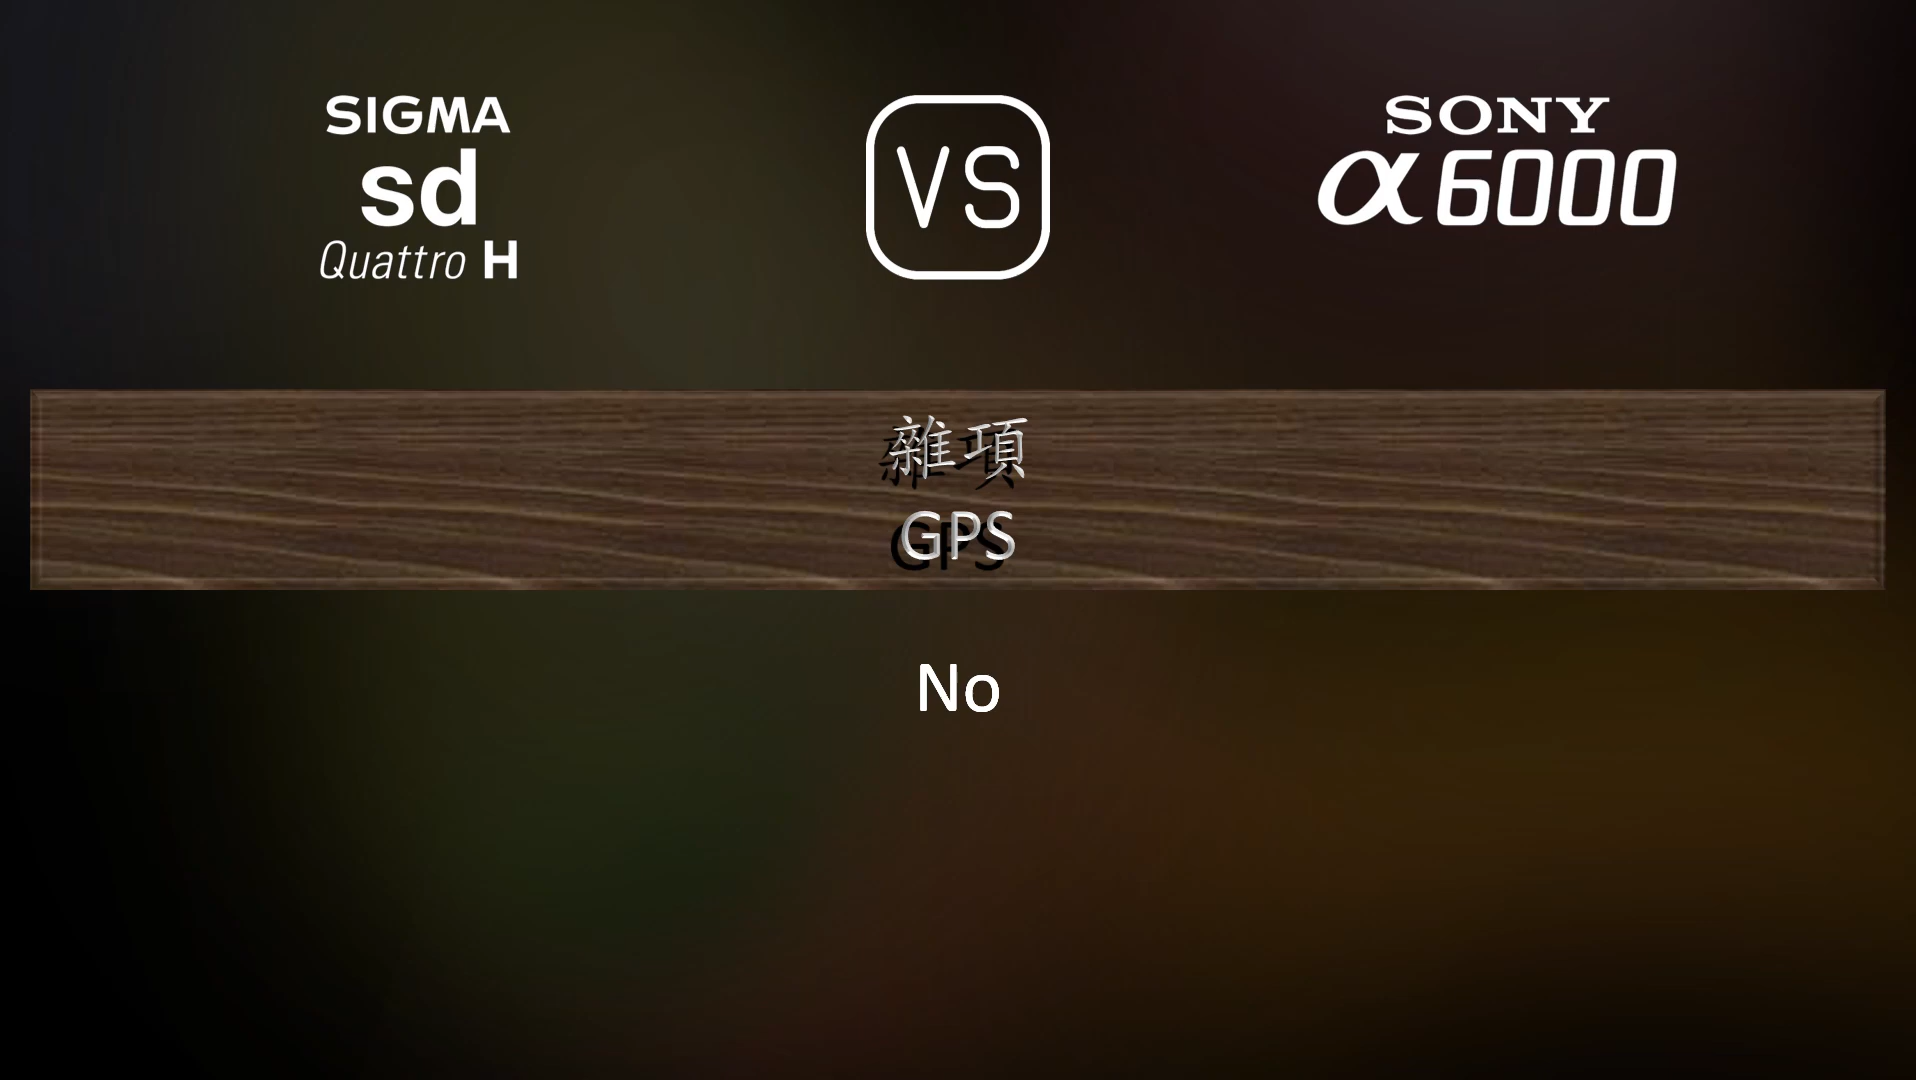 SIGMA
sd
Quattro H
VS
SONY
α6000
雜項
GPS
No